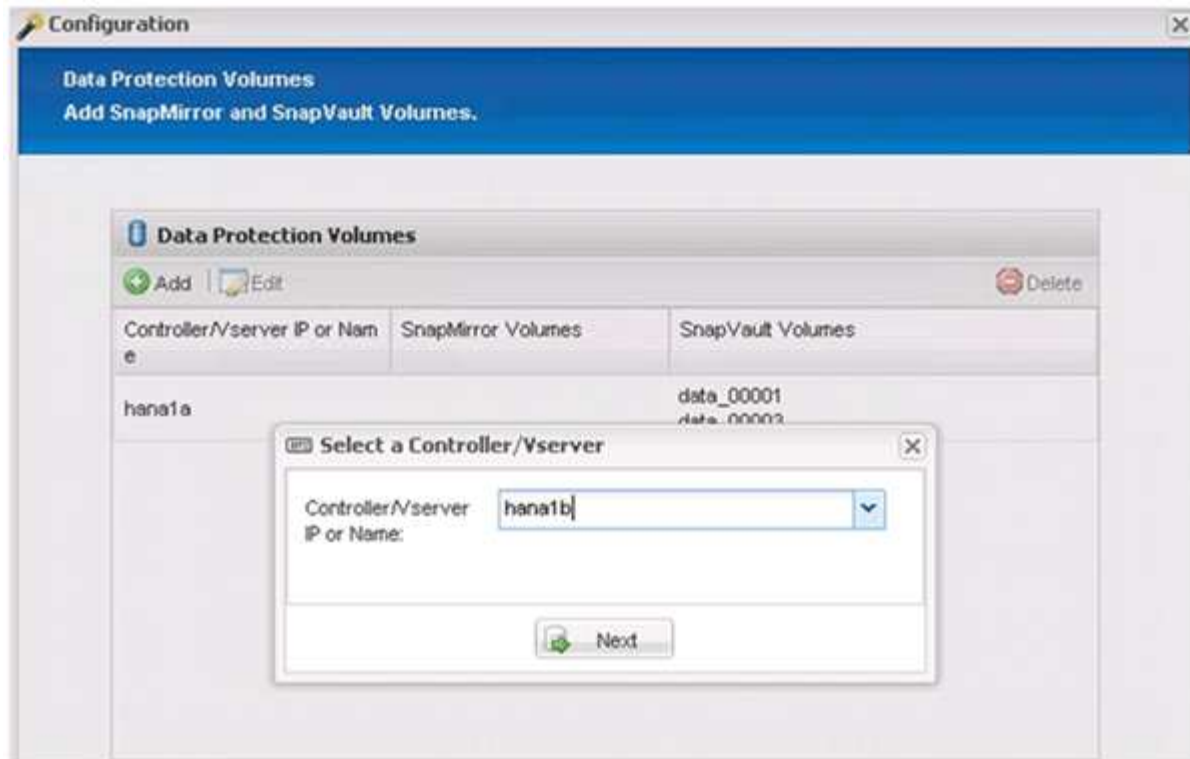 Configuration
Data Protection Volumes
Add SnapMirror and SnapVault Volumes.
Data Protection Volumes
Add Edit Delete
Controller/Vserver IP or Nam SnapMirror Volumes SnapVault Volumes
e
hana1a data_00001
data_00003
Select a Controller/Vserver
Controller/Vserver hana1b
IP or Name:
Next